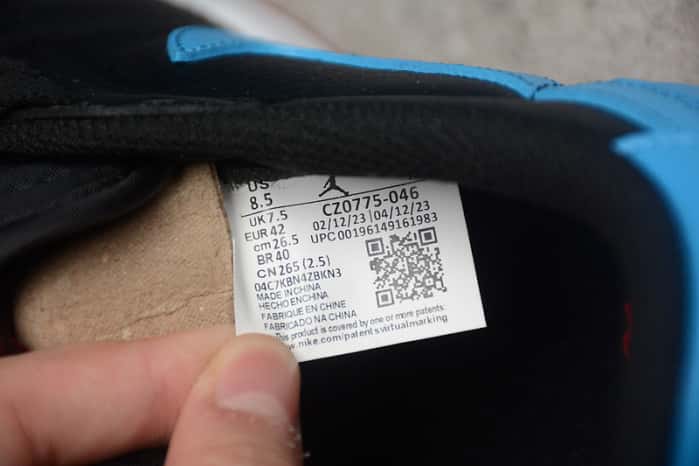 US
8.5
UK 7.5
EUR 42
cm 26.5
BR 40
CN 265 (2.5)
04C7KBN4ZBKN3
MADE IN CHINA
HECHO EN CHINA
FABRIQUE EN CHINE
FABRICADO NA CHINA
This product is covered by one or more patents.
w.nike.com/patentsvirtualmarking
CZ0775-046
02/12/23 | 04/12/23
UPC 00196149161983